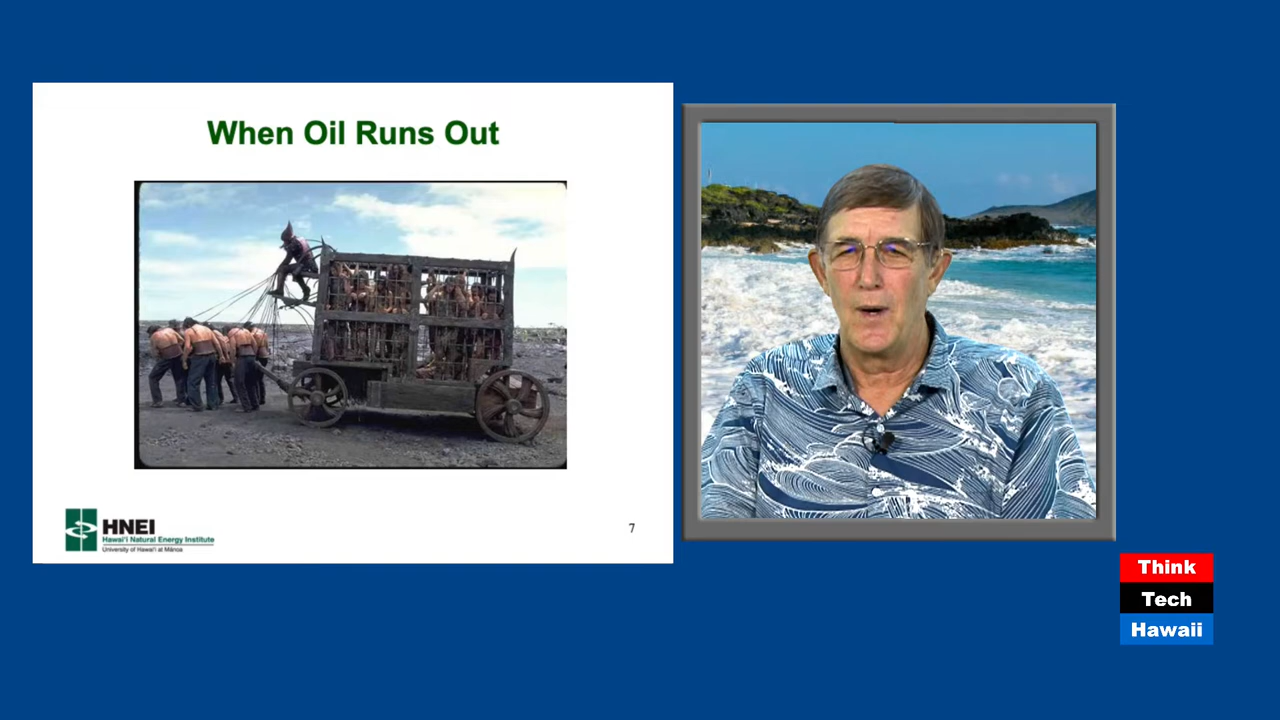 When Oil Runs Out
HNEI
Hawai'i Natural Energy Institute
University of Hawai'i at Mānoa
7
Think
Tech
Hawaii